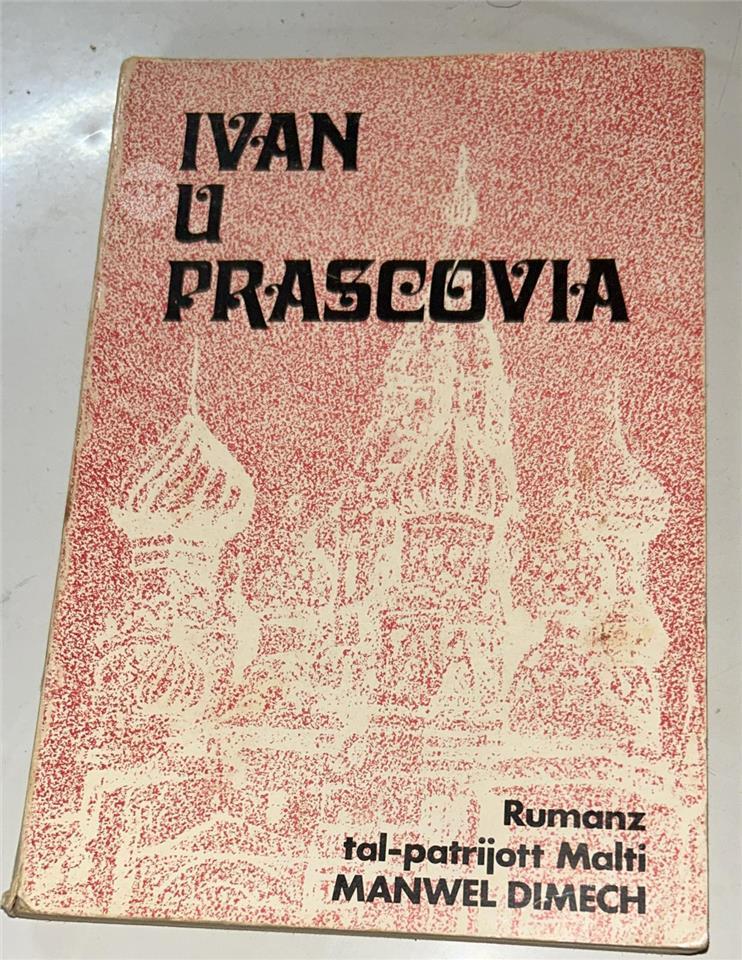 IVAN
U
PRASCOVIA
Rumanz
tal-patrijott Malti
MANWEL DIMECH